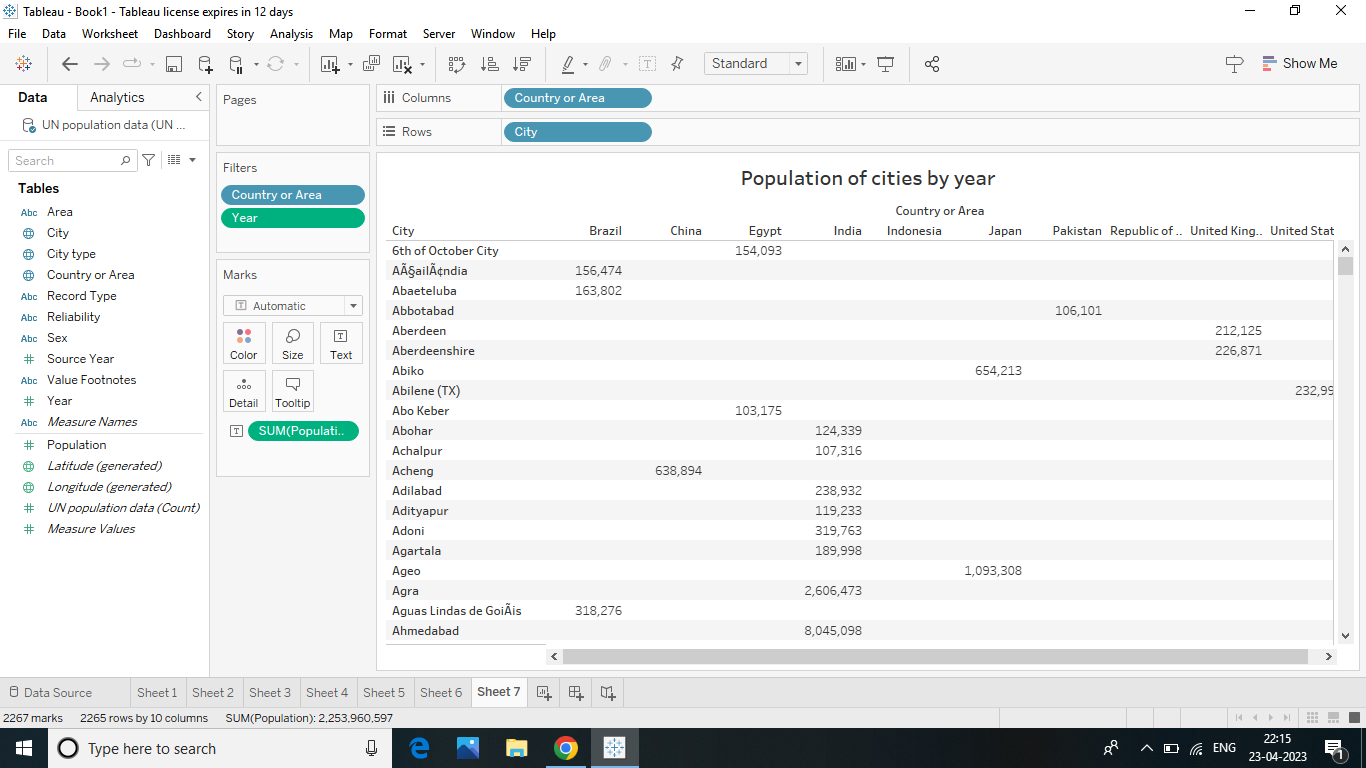 Tableau - Book1 - Tableau license expires in 12 days
File Data Worksheet Dashboard Story Analysis Map Format Server Window Help
Standard
Show Me
Data Analytics
UN population data (UN ...
Search
Tables
Abc Area
City
City type
Country or Area
Abc Record Type
Abc Reliability
Abc Sex
Source Year
Abc Value Footnotes
Year
Abc Measure Names
Population
Latitude (generated)
Longitude (generated)
UN population data (Count)
Measure Values
Pages
Filters
Country or Area
Year
Marks
T Automatic
Color Size Text
Detail Tooltip
T SUM(Populati..
Columns Country or Area
Rows City
Population of cities by year
Country or Area
City Brazil China Egypt India Indonesia Japan Pakistan Republic of .. United King.. United Stat
6th of October City 154,093
AÃ§ailÃ¢ndia 156,474
Abaeteluba 163,802
Abbotabad 106,101
Aberdeen 212,125
Aberdeenshire 226,871
Abiko 654,213
Abilene (TX) 232,99
Abo Keber 103,175
Abohar 124,339
Achalpur 107,316
Acheng 638,894
Adilabad 238,932
Adityapur 119,233
Adoni 319,763
Agartala 189,998
Ageo 1,093,308
Agra 2,606,473
Aguas Lindas de GoiÃis 318,276
Ahmedabad 8,045,098
Data Source Sheet 1 Sheet 2 Sheet 3 Sheet 4 Sheet 5 Sheet 6 Sheet 7
2267 marks 2265 rows by 10 columns SUM(Population): 2,253,960,597
Type here to search
ENG
22:15
23-04-2023
1